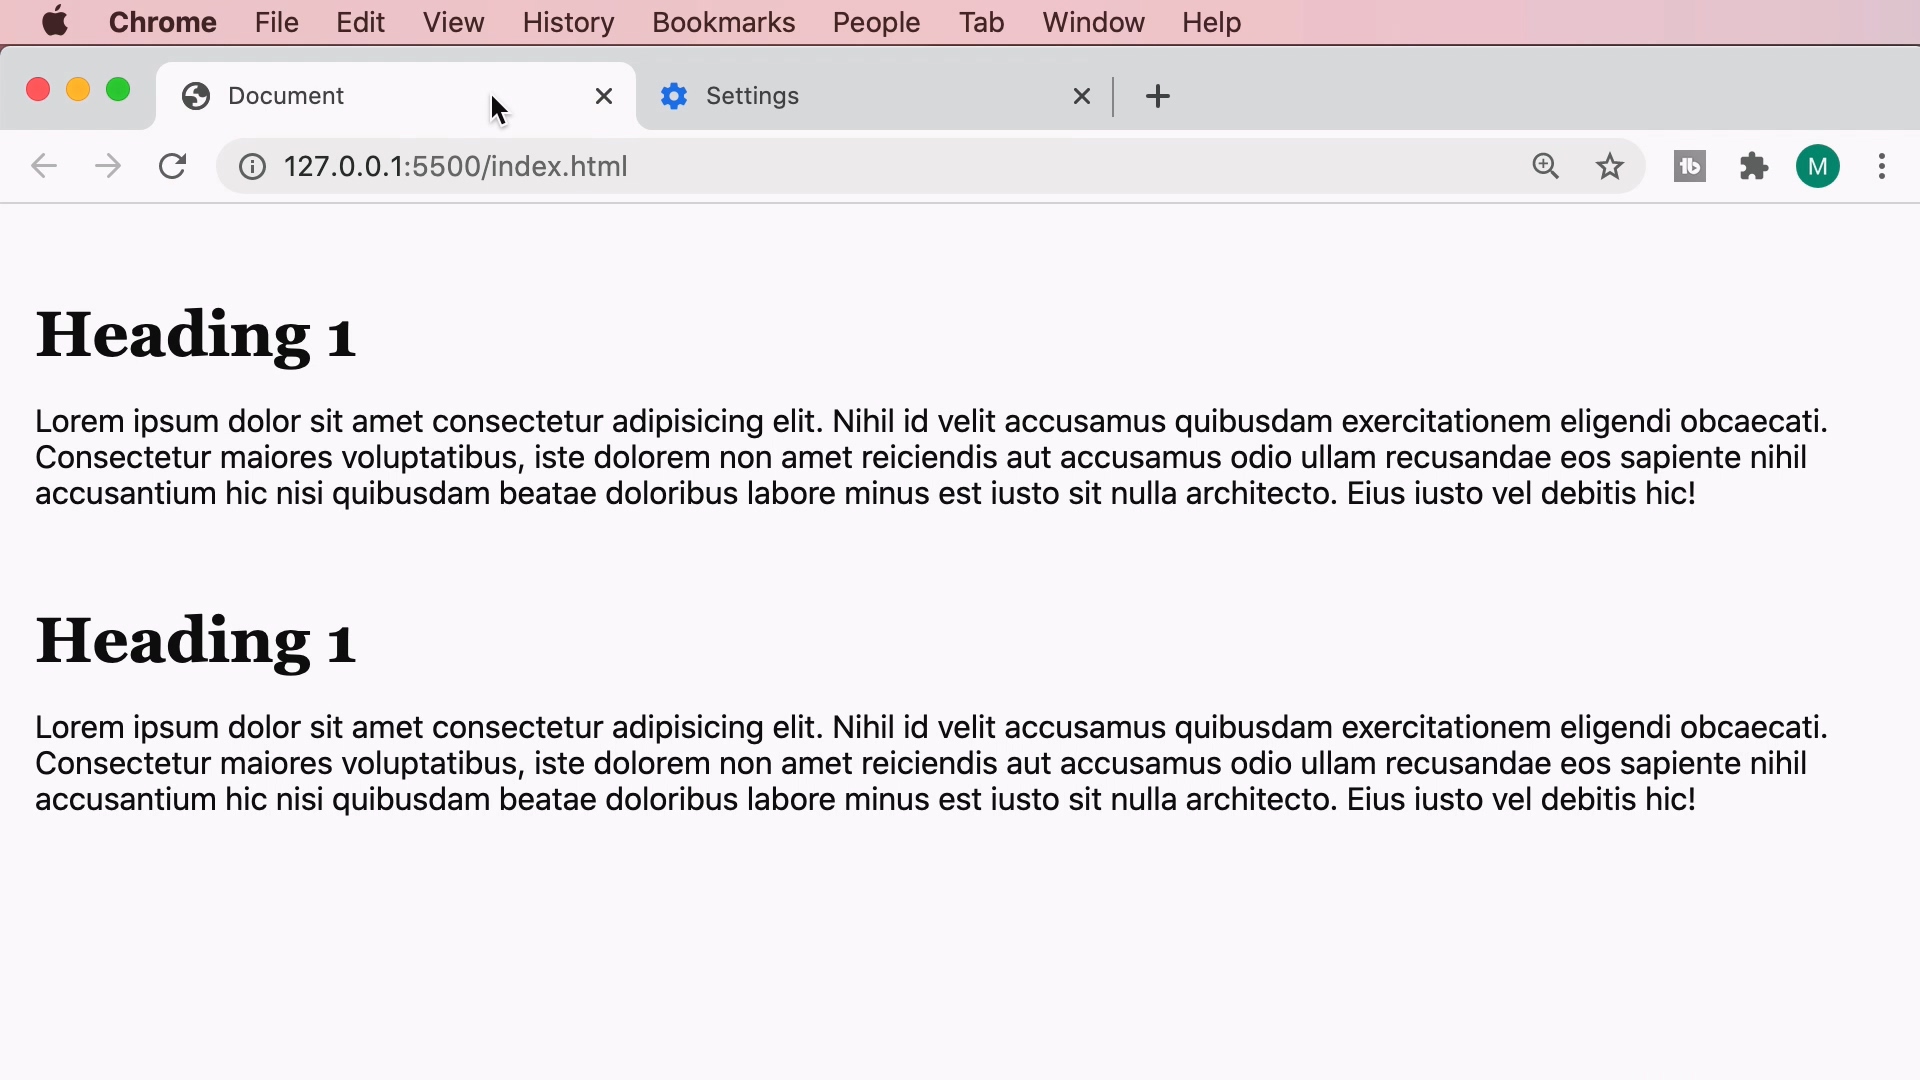 Chrome File Edit View History Bookmarks People Tab Window Help
Document Settings
127.0.0.1:5500/index.html tb M
Heading 1
Lorem ipsum dolor sit amet consectetur adipisicing elit. Nihil id velit accusamus quibusdam exercitationem eligendi obcaecati.
Consectetur maiores voluptatibus, iste dolorem non amet reiciendis aut accusamus odio ullam recusandae eos sapiente nihil
accusantium hic nisi quibusdam beatae doloribus labore minus est iusto sit nulla architecto. Eius iusto vel debitis hic!
Heading 1
Lorem ipsum dolor sit amet consectetur adipisicing elit. Nihil id velit accusamus quibusdam exercitationem eligendi obcaecati.
Consectetur maiores voluptatibus, iste dolorem non amet reiciendis aut accusamus odio ullam recusandae eos sapiente nihil
accusantium hic nisi quibusdam beatae doloribus labore minus est iusto sit nulla architecto. Eius iusto vel debitis hic!